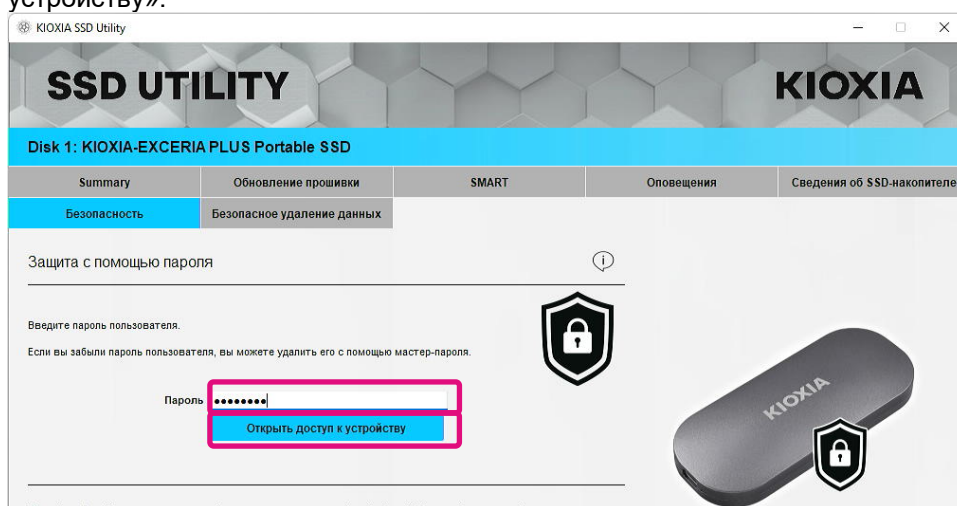 устройству».
KIOXIA SSD Utility
SSD UTILITY KIOXIA
Disk 1: KIOXIA-EXCERIA PLUS Portable SSD
Summary Обновление прошивки SMART Оповещения Сведения об SSD-накопителе
Безопасность Безопасное удаление данных
Защита с помощью пароля
Введите пароль пользователя.
Если вы забыли пароль пользователя, вы можете удалить его с помощью мастер-пароля.
Пароль ••••••••
Открыть доступ к устройству
KIOXIA